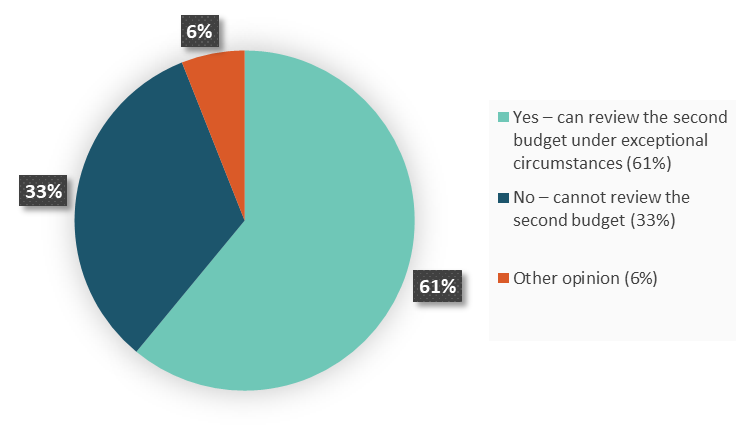 6%
33%
61%
Yes – can review the second
budget under exceptional
circumstances (61%)
No – cannot review the
second budget (33%)
Other opinion (6%)